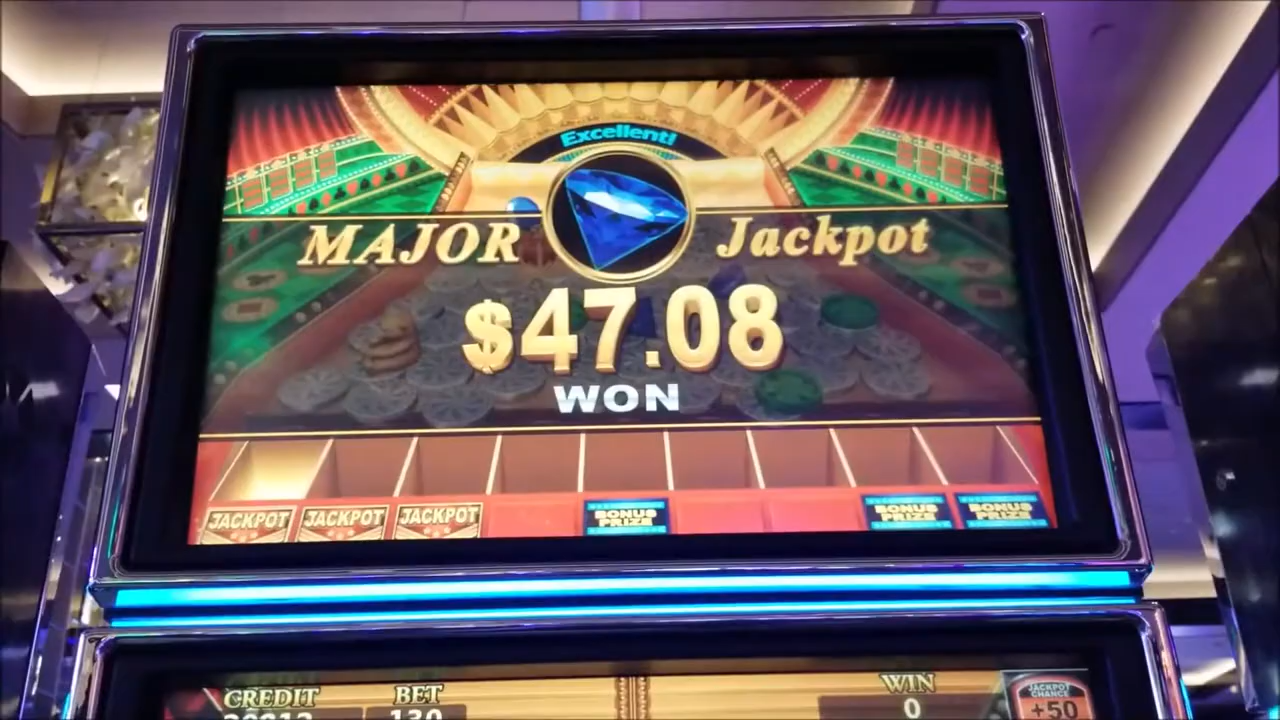 Excellent!
MAJOR Jackpot
$47.08
WON
JACKPOT JACKPOT JACKPOT BONUS PRIZE BONUS PRIZE BONUS PRIZE
CREDIT BET WIN
130 0
JACKPOT CHANCE +50